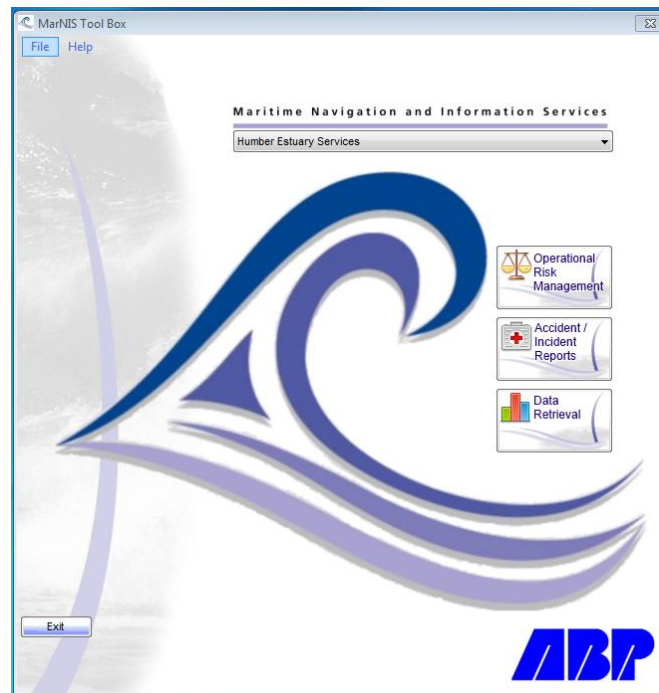 MarNIS Tool Box
File Help
Maritime Navigation and Information Services
Humber Estuary Services
Operational
Risk
Management
Accident /
Incident
Reports
Data
Retrieval
Exit
ABP